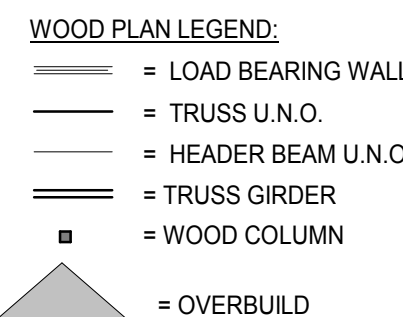 WOOD PLAN LEGEND:
= LOAD BEARING WALL
= TRUSS U.N.O.
= HEADER BEAM U.N.O
= TRUSS GIRDER
= WOOD COLUMN
= OVERBUILD